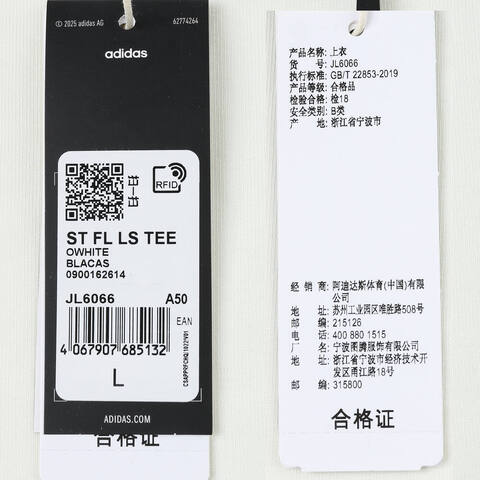 © 2025 adidas AG
62774264
adidas
RFID
扫一扫
ST FL LS TEE
OWHITE
BLACAS
0900162614
JL6066 A50
EAN
4 067907 685132
L
ADIDAS.COM
合格证
产品名称: 上衣
货 号: JL6066
执行标准: GB/T 22853-2019
产品等级: 合格品
检验合格: 检18
安全类别: B类
产 地: 浙江省宁波市
经 销 商: 阿迪达斯体育(中国)有限
公司
地 址: 苏州工业园区唯胜路508号
邮 编: 215126
电 话: 400 880 1515
厂 名: 宁波图腾服饰有限公司
地 址: 浙江省宁波市经济技术开
发区甬江路18号
邮 编: 315800
合格证